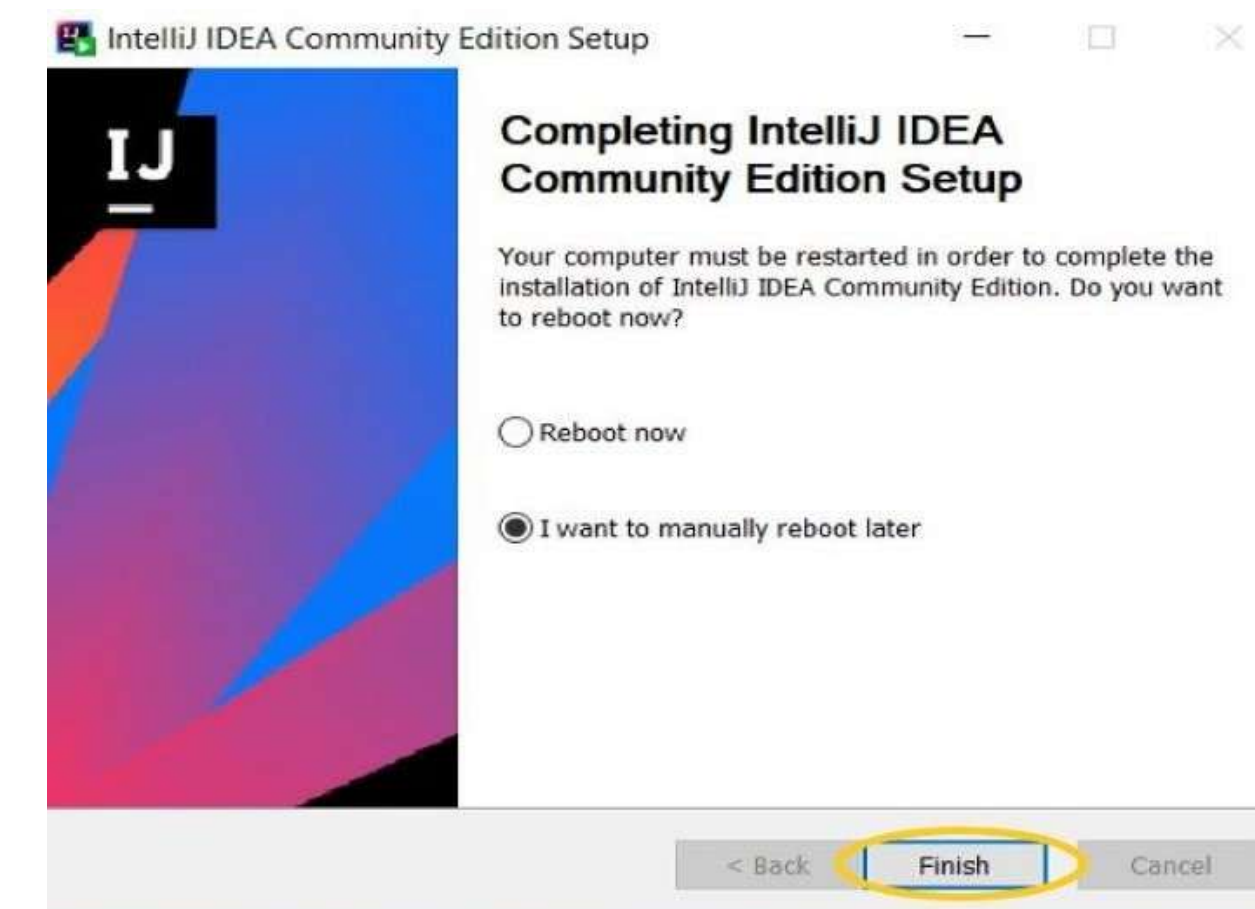 IntelliJ IDEA Community Edition Setup
IJ
Completing IntelliJ IDEA
Community Edition Setup
Your computer must be restarted in order to complete the
installation of IntelliJ IDEA Community Edition. Do you want
to reboot now?
Reboot now
I want to manually reboot later
< Back Finish Cancel